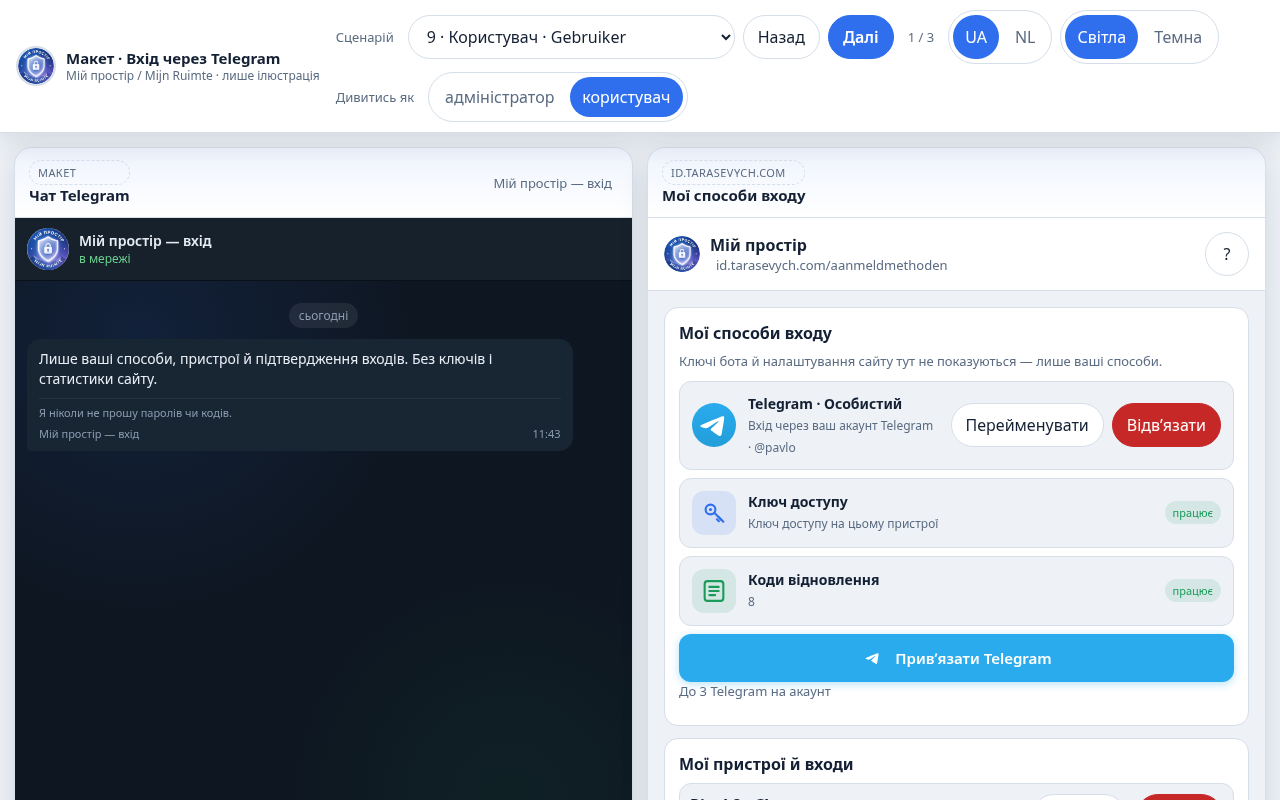 Макет · Вхід через Telegram
Мій простір / Mijn Ruimte · лише ілюстрація
Сценарій
9 · Користувач · Gebruiker
Назад
Далі
1 / 3
UA
NL
Світла
Темна
Дивитись як
адміністратор
користувач
МАКЕТ
Чат Telegram
Мій простір — вхід
Мій простір — вхід
в мережі
сьогодні
Лише ваші способи, пристрої й підтвердження входів. Без ключів і
статистики сайту.
Я ніколи не прошу паролів чи кодів.
Мій простір — вхід
11:43
ID.TARASEVYCH.COM
Мої способи входу
Мій простір
id.tarasevych.com/aanmeldmethoden
?
Мої способи входу
Ключі бота й налаштування сайту тут не показуються — лише ваші способи.
Telegram · Особистий
Вхід через ваш акаунт Telegram
· @pavlo
Перейменувати
Відв’язати
Ключ доступу
Ключ доступу на цьому пристрої
працює
Коди відновлення
8
працює
Прив’язати Telegram
До 3 Telegram на акаунт
Мої пристрої й входи